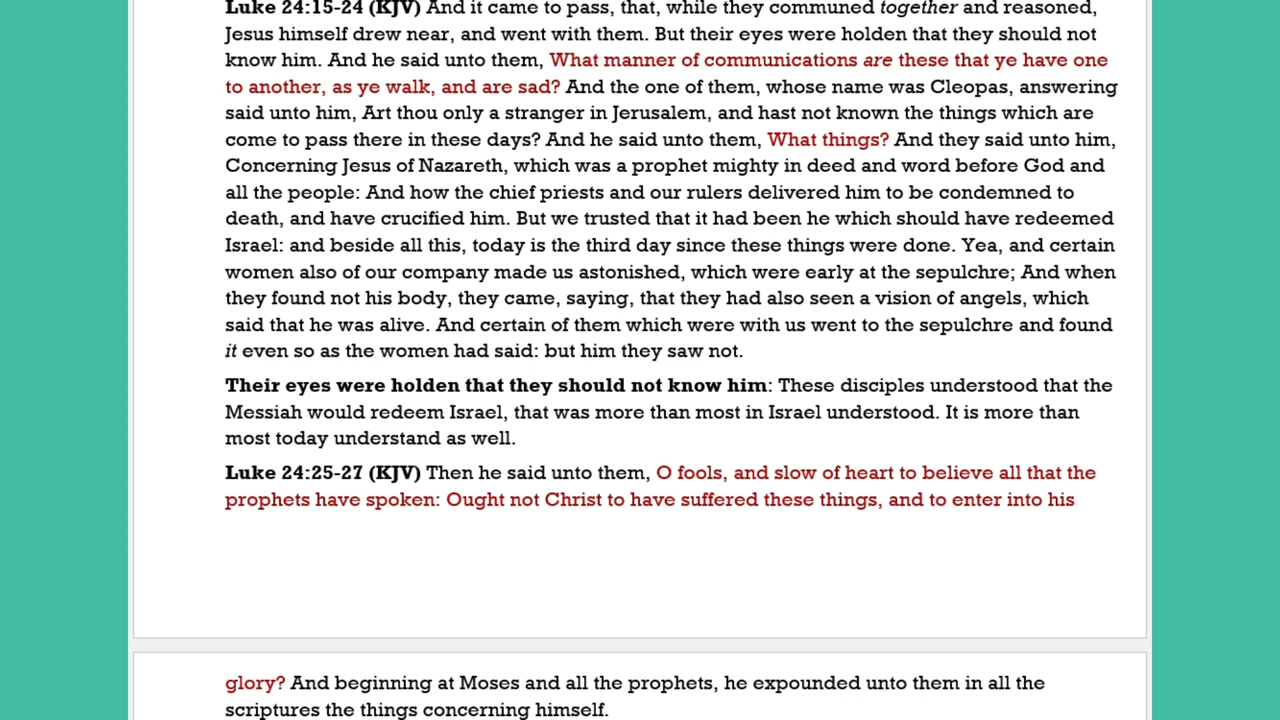 Luke 24:15-24 (KJV) And it came to pass, that, while they communed together and reasoned,
Jesus himself drew near, and went with them. But their eyes were holden that they should not
know him. And he said unto them, What manner of communications are these that ye have one
to another, as ye walk, and are sad? And the one of them, whose name was Cleopas, answering
said unto him, Art thou only a stranger in Jerusalem, and hast not known the things which are
come to pass there in these days? And he said unto them, What things? And they said unto him,
Concerning Jesus of Nazareth, which was a prophet mighty in deed and word before God and
all the people: And how the chief priests and our rulers delivered him to be condemned to
death, and have crucified him. But we trusted that it had been he which should have redeemed
Israel: and beside all this, today is the third day since these things were done. Yea, and certain
women also of our company made us astonished, which were early at the sepulchre; And when
they found not his body, they came, saying, that they had also seen a vision of angels, which
said that he was alive. And certain of them which were with us went to the sepulchre and found
it even so as the women had said: but him they saw not.
Their eyes were holden that they should not know him: These disciples understood that the
Messiah would redeem Israel, that was more than most in Israel understood. It is more than
most today understand as well.
Luke 24:25-27 (KJV) Then he said unto them, O fools, and slow of heart to believe all that the
prophets have spoken: Ought not Christ to have suffered these things, and to enter into his
glory? And beginning at Moses and all the prophets, he expounded unto them in all the
scriptures the things concerning himself.